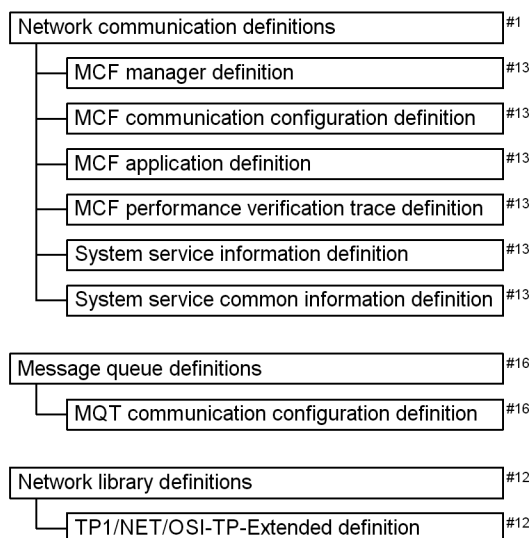 Network communication definitions #1
MCF manager definition #13
MCF communication configuration definition #13
MCF application definition #13
MCF performance verification trace definition #13
System service information definition #13
System service common information definition #13
Message queue definitions #16
MQT communication configuration definition #16
Network library definitions #12
TP1/NET/OSI-TP-Extended definition #12